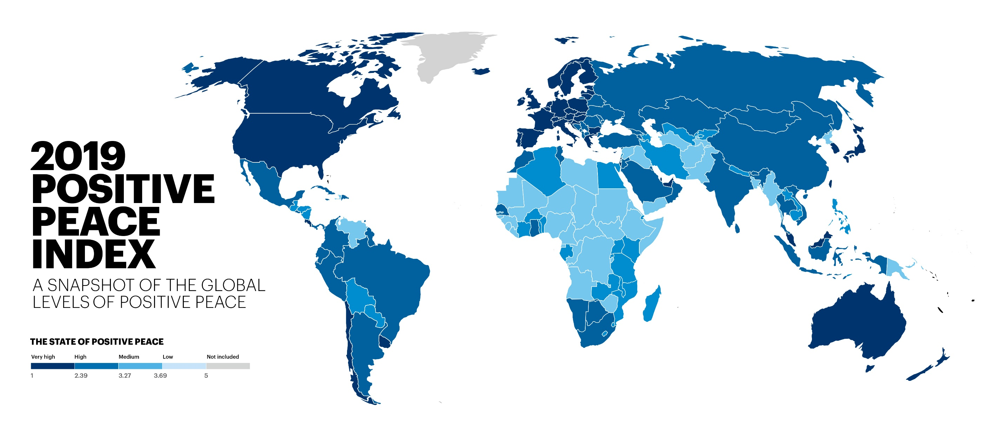 2019
POSITIVE
PEACE
INDEX
A SNAPSHOT OF THE GLOBAL
LEVELS OF POSITIVE PEACE
THE STATE OF POSITIVE PEACE
Very high High Medium Low Not included
1 2.39 3.27 3.69 5